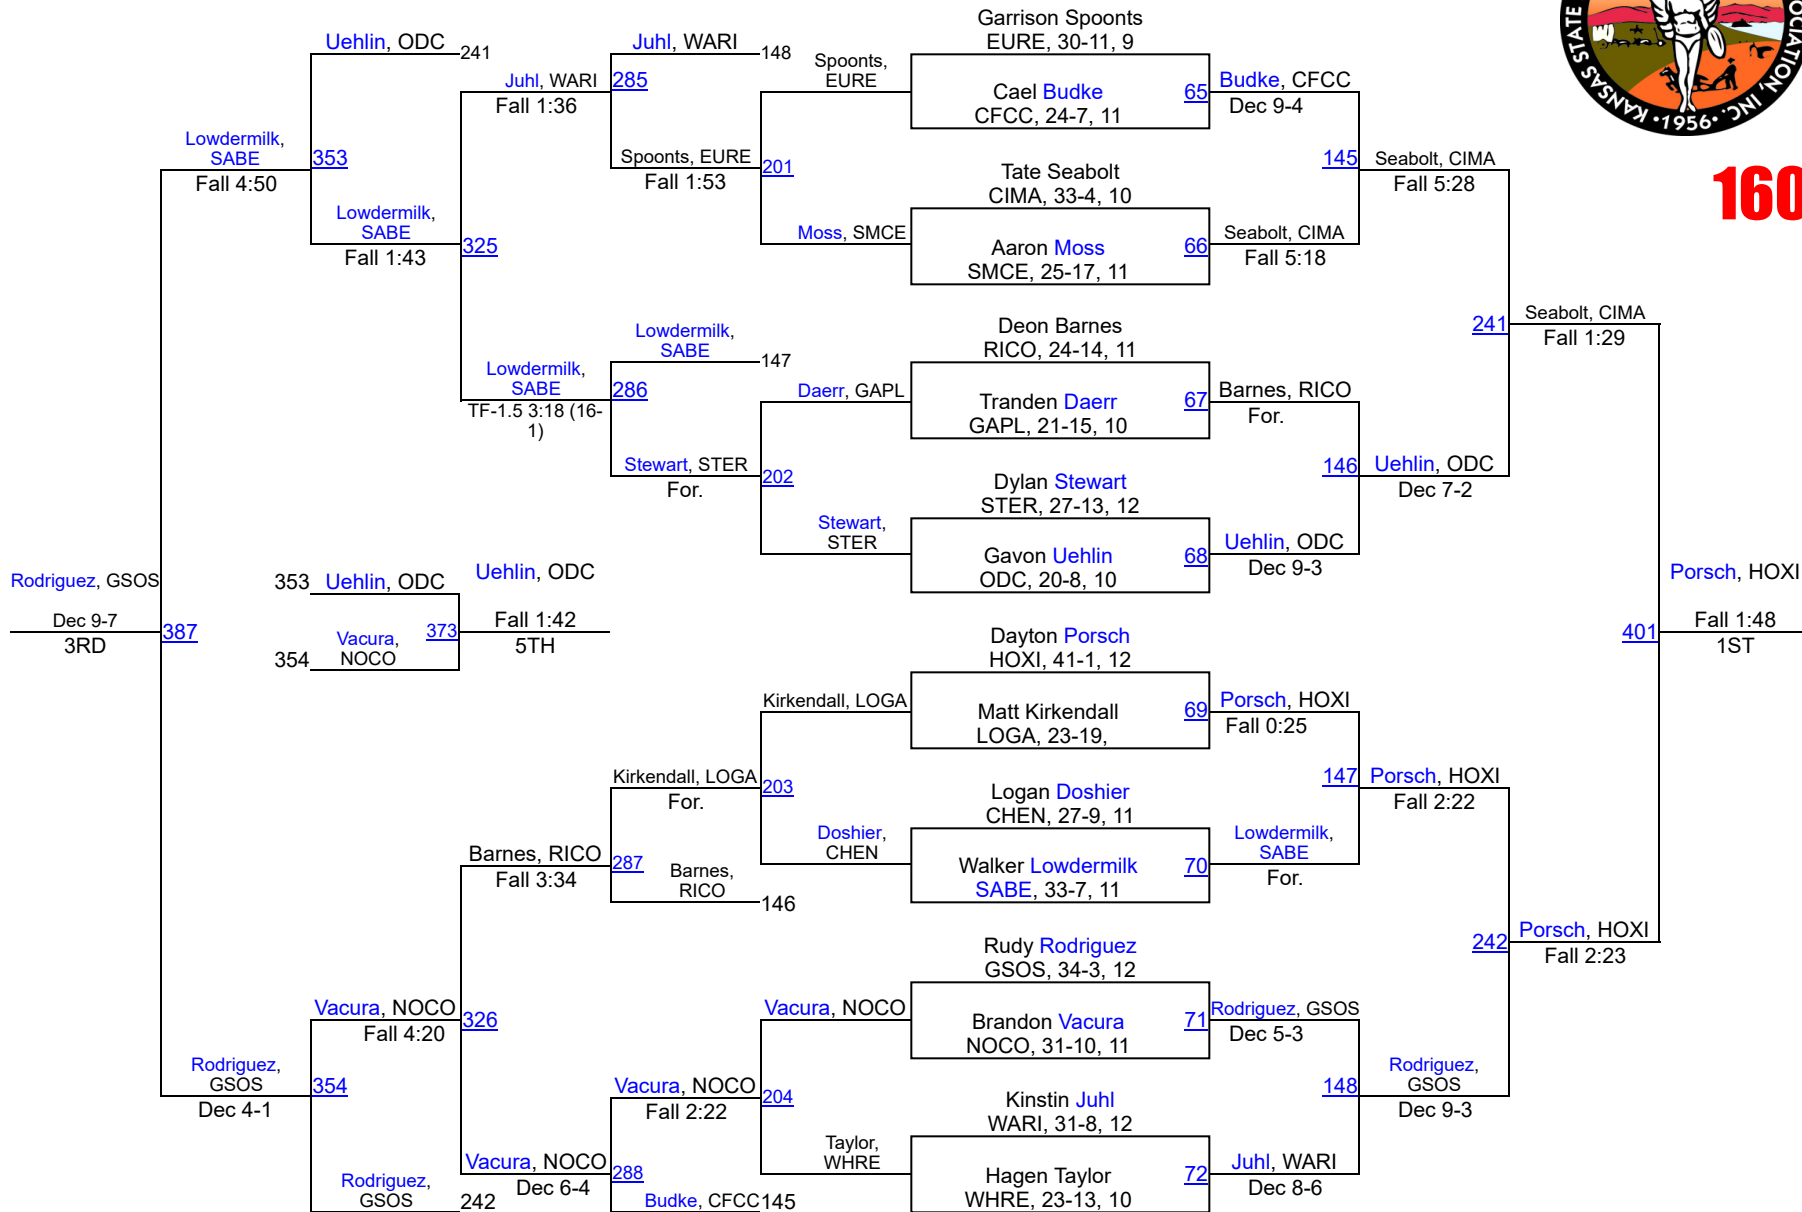 KANSAS STATE
OCIATION, INC.
•1956•
160
Uehlin, ODC
241
Juhl, WARI
Fall 1:36
Juhl, WARI
148
285
Spoonts, EURE
Fall 1:53
Spoonts,
EURE
201
Moss, SMCE
Lowdermilk,
SABE
Fall 4:50
353
Lowdermilk,
SABE
Fall 1:43
325
Lowdermilk,
SABE
TF-1.5 3:18 (16-
1)
Lowdermilk,
SABE
147
286
Stewart, STER
For.
Daerr, GAPL
202
Stewart,
STER
Garrison Spoonts
EURE, 30-11, 9
Cael Budke
CFCC, 24-7, 11
65
Budke, CFCC
Dec 9-4
Tate Seabolt
CIMA, 33-4, 10
Aaron Moss
SMCE, 25-17, 11
66
Seabolt, CIMA
Fall 5:18
145
Seabolt, CIMA
Fall 5:28
Deon Barnes
RICO, 24-14, 11
Tranden Daerr
GAPL, 21-15, 10
67
Barnes, RICO
For.
Dylan Stewart
STER, 27-13, 12
Gavon Uehlin
ODC, 20-8, 10
68
Uehlin, ODC
Dec 9-3
146
Uehlin, ODC
Dec 7-2
241
Seabolt, CIMA
Fall 1:29
Rodriguez, GSOS
Dec 9-7
3RD
387
353
Uehlin, ODC
354
Vacura,
NOCO
373
Uehlin, ODC
Fall 1:42
5TH
Porsch, HOXI
401
Fall 1:48
1ST
Dayton Porsch
HOXI, 41-1, 12
Matt Kirkendall
LOGA, 23-19,
69
Porsch, HOXI
Fall 0:25
Logan Doshier
CHEN, 27-9, 11
Walker Lowdermilk
SABE, 33-7, 11
70
Lowdermilk,
SABE
For.
147
Porsch, HOXI
Fall 2:22
Kirkendall, LOGA
Kirkendall, LOGA
For.
203
Doshier,
CHEN
Barnes, RICO
Fall 3:34
287
Barnes,
RICO
146
Rudy Rodriguez
GSOS, 34-3, 12
Brandon Vacura
NOCO, 31-10, 11
71
Rodriguez, GSOS
Dec 5-3
Kinstin Juhl
WARI, 31-8, 12
Hagen Taylor
WHRE, 23-13, 10
72
Juhl, WARI
Dec 8-6
148
Rodriguez,
GSOS
Dec 9-3
242
Porsch, HOXI
Fall 2:23
Vacura, NOCO
Fall 4:20
326
Vacura, NOCO
Rodriguez,
GSOS
Dec 4-1
354
Vacura, NOCO
Fall 2:22
204
Taylor,
WHRE
Vacura, NOCO
Dec 6-4
288
Rodriguez,
GSOS
242
Budke, CFCC
145